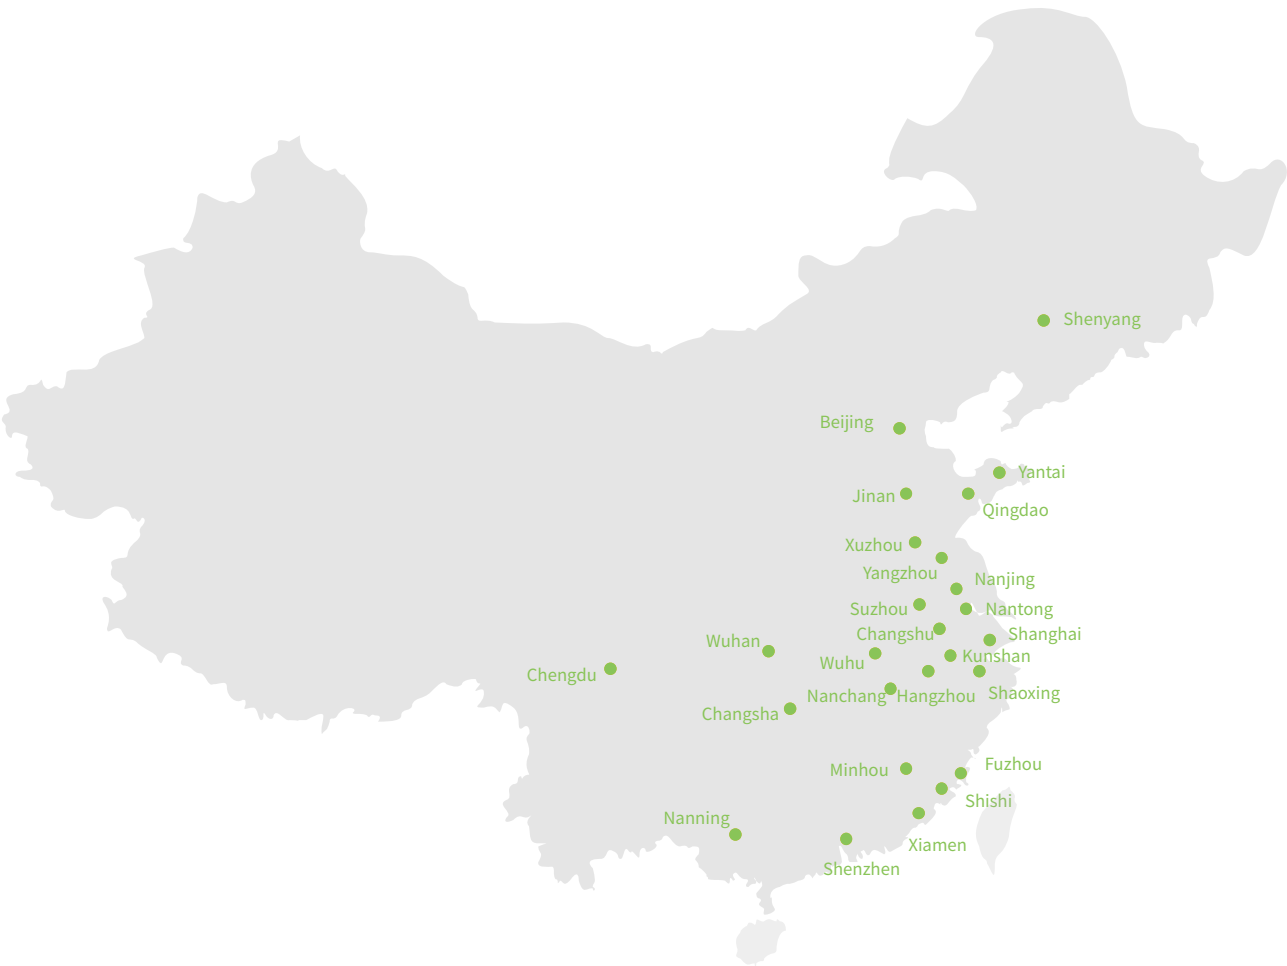 Shenyang
Beijing
Yantai
Jinan
Qingdao
Xuzhou
Yangzhou
Nanjing
Suzhou
Nantong
Changshu
Shanghai
Wuhan
Kunshan
Wuhu
Chengdu
Shaoxing
Nanchang
Hangzhou
Changsha
Fuzhou
Minhou
Shishi
Nanning
Xiamen
Shenzhen